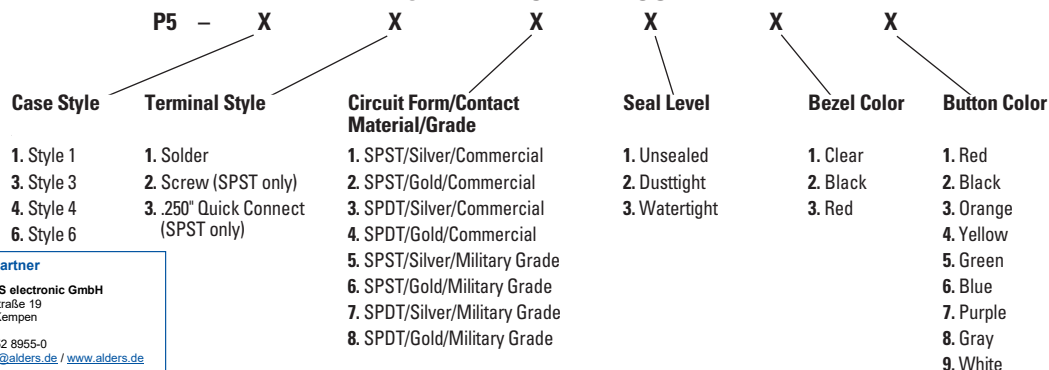 P5 – X X X X X X
Case Style
1. Style 1
3. Style 3
4. Style 4
6. Style 6
Terminal Style
1. Solder
2. Screw (SPST only)
3. .250" Quick Connect
(SPST only)
Circuit Form/Contact
Material/Grade
1. SPST/Silver/Commercial
2. SPST/Gold/Commercial
3. SPDT/Silver/Commercial
4. SPDT/Gold/Commercial
5. SPST/Silver/Military Grade
6. SPST/Gold/Military Grade
7. SPDT/Silver/Military Grade
8. SPDT/Gold/Military Grade
Seal Level
1. Unsealed
2. Dusttight
3. Watertight
Bezel Color
1. Clear
2. Black
3. Red
Button Color
1. Red
2. Black
3. Orange
4. Yellow
5. Green
6. Blue
7. Purple
8. Gray
9. White
electronic GmbH
19
8955-0
@alders.de / www.alders.de